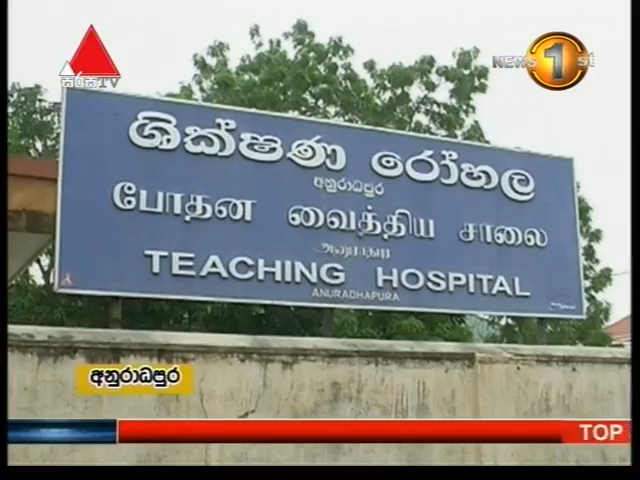 සිරස TV
NEWS 1st
ශික්ෂණ රෝහල
අනුරාධපුර
போதன வைத்திய சாலை
TEACHING HOSPITAL
ANURADHAPURA
අනුරාධපුර
TOP